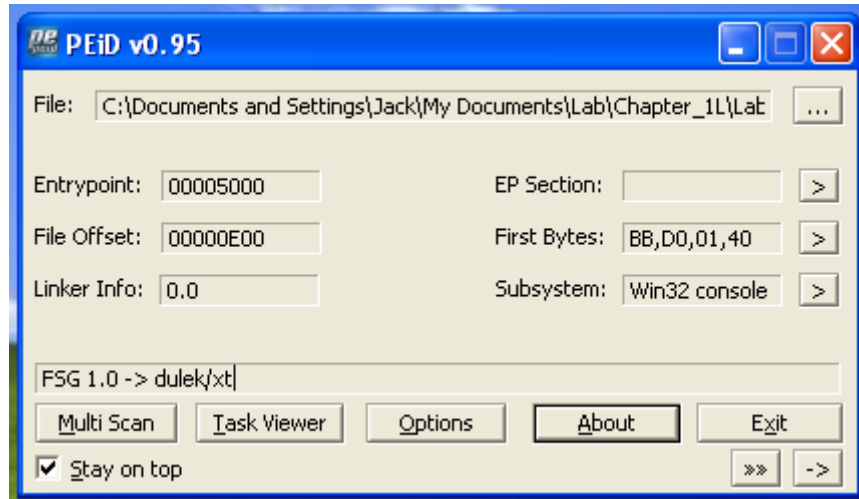 PEiD v0.95
File: C:\Documents and Settings\Jack\My Documents\Lab\Chapter_1L\Lab ...
Entrypoint: 00005000 EP Section: >
File Offset: 00000E00 First Bytes: BB,D0,01,40 >
Linker Info: 0.0 Subsystem: Win32 console >
FSG 1.0 -> dulek/xt
Multi Scan Task Viewer Options About Exit
Stay on top »» ->